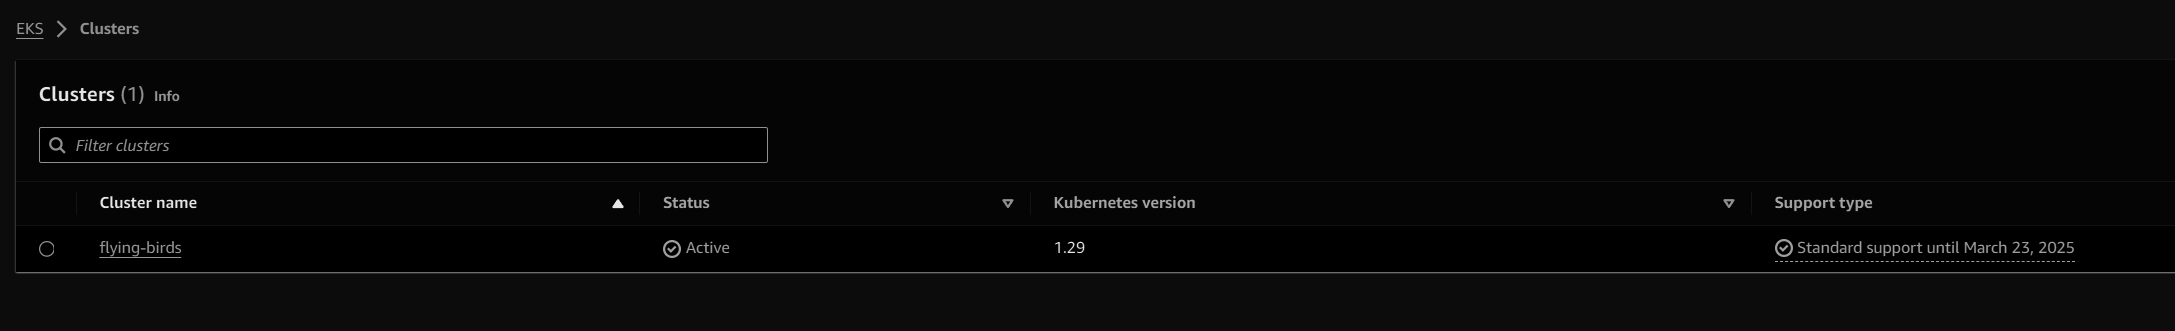 EKS > Clusters
Clusters (1) Info
Filter clusters
Cluster name Status Kubernetes version Support type
flying-birds Active 1.29 Standard support until March 23, 2025